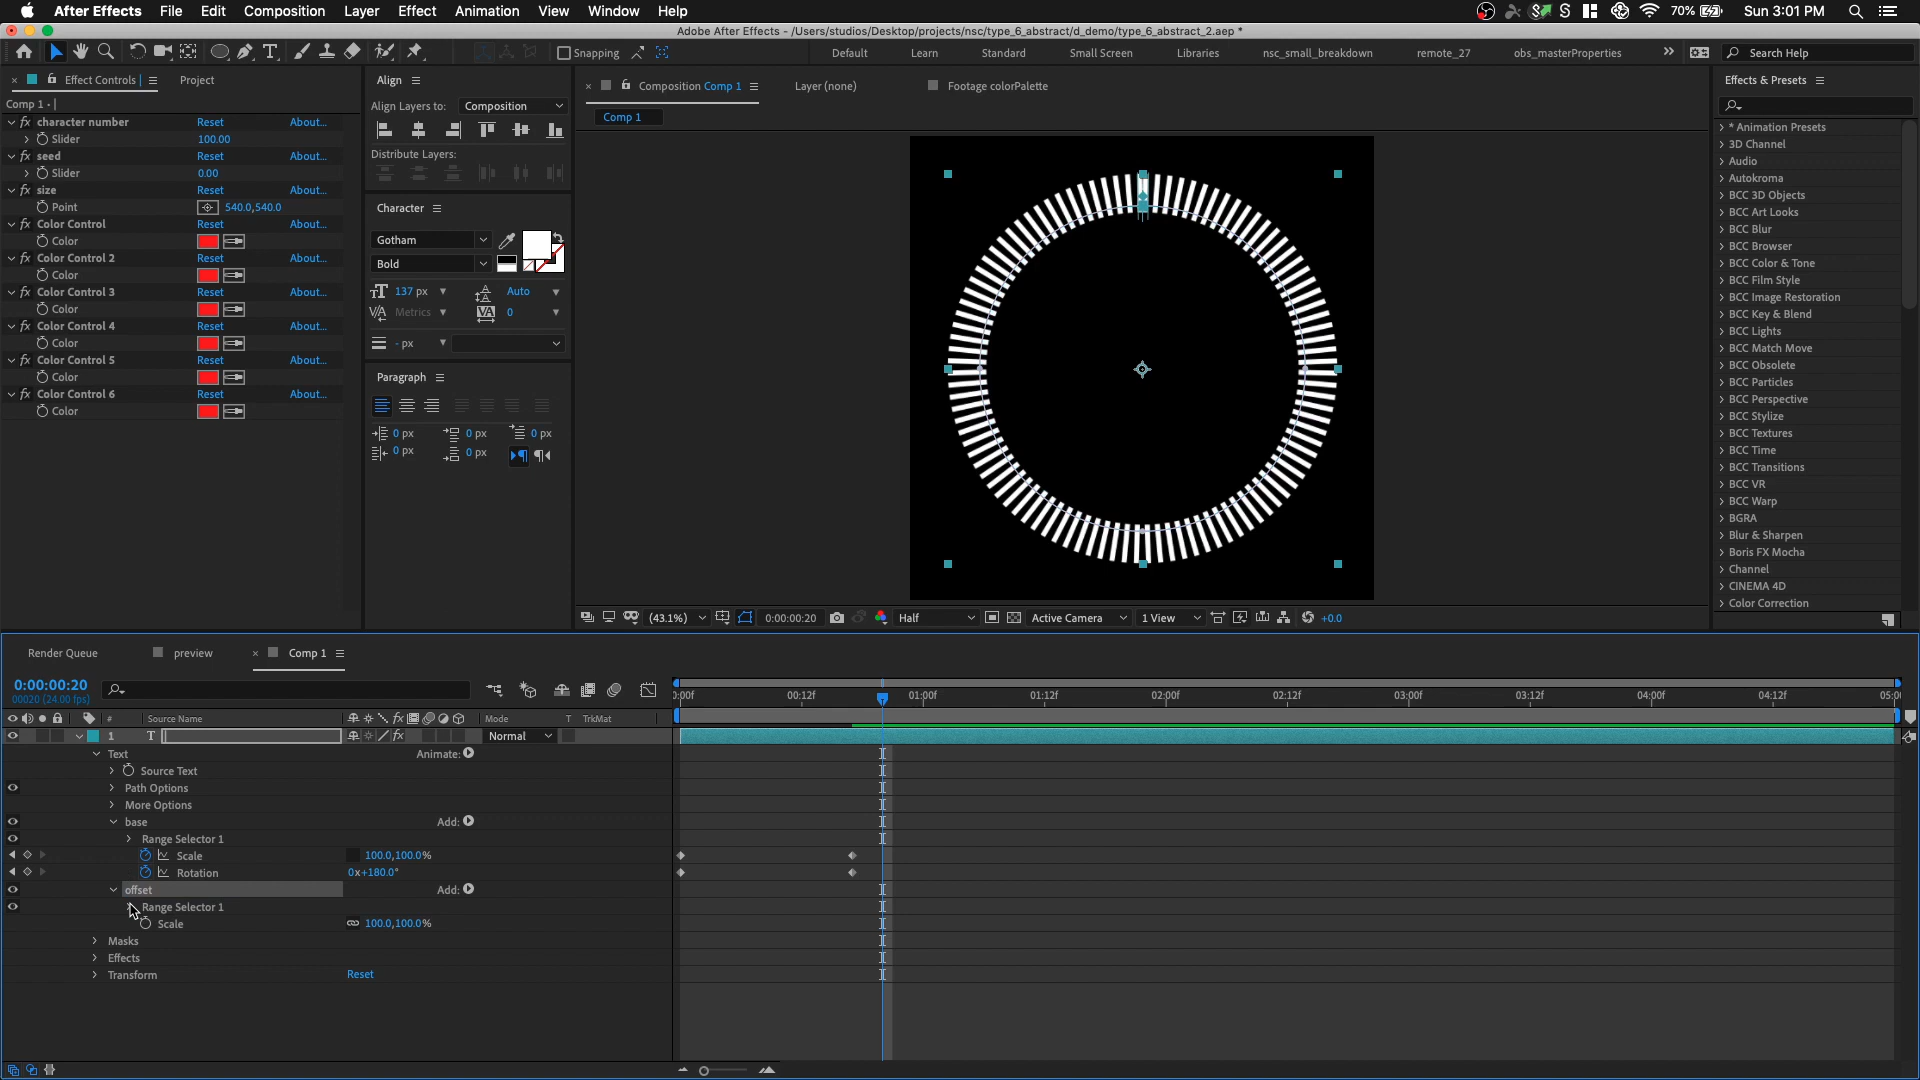 After Effects File Edit Composition Layer Effect Animation View Window Help 70% Sun 3:01 PM
Adobe After Effects - /Users/studios/Desktop/projects/nsc/type_6_abstract/d_demo/type_6_abstract_2.aep *
Snapping Default Learn Standard Small Screen Libraries nsc_small_breakdown remote_27 obs_masterProperties Search Help
Effect Controls Project
Comp 1 •
character number Reset About...
Slider 100.00
seed Reset About...
Slider 0.00
size Reset About...
Point 540.0,540.0
Color Control Reset About...
Color
Color Control 2 Reset About...
Color
Color Control 3 Reset About...
Color
Color Control 4 Reset About...
Color
Color Control 5 Reset About...
Color
Color Control 6 Reset About...
Color
Align
Align Layers to: Composition
Distribute Layers:
Character
Gotham
Bold
137 px Auto
Metrics 0
- px
Paragraph
0 px 0 px 0 px
0 px 0 px
Composition Comp 1 Layer (none) Footage colorPalette
Comp 1
(43.1%) 0:00:00:20 Half Active Camera 1 View +0.0
Effects & Presets
* Animation Presets
3D Channel
Audio
Autokroma
BCC 3D Objects
BCC Art Looks
BCC Blur
BCC Browser
BCC Color & Tone
BCC Film Style
BCC Image Restoration
BCC Key & Blend
BCC Lights
BCC Match Move
BCC Obsolete
BCC Particles
BCC Perspective
BCC Stylize
BCC Textures
BCC Time
BCC Transitions
BCC VR
BCC Warp
BGRA
Blur & Sharpen
Boris FX Mocha
Channel
CINEMA 4D
Color Correction
Render Queue preview Comp 1
0:00:00:20
00020 (24.00 fps)
:00f 00:12f 01:00f 01:12f 02:00f 02:12f 03:00f 03:12f 04:00f 04:12f 05:0
# Source Name Mode T TrkMat
1 T Normal
Text Animate:
Source Text
Path Options
More Options
base Add:
Range Selector 1
Scale 100.0,100.0%
Rotation 0x+180.0°
offset Add:
Range Selector 1
Scale 100.0,100.0%
Masks
Effects
Transform Reset